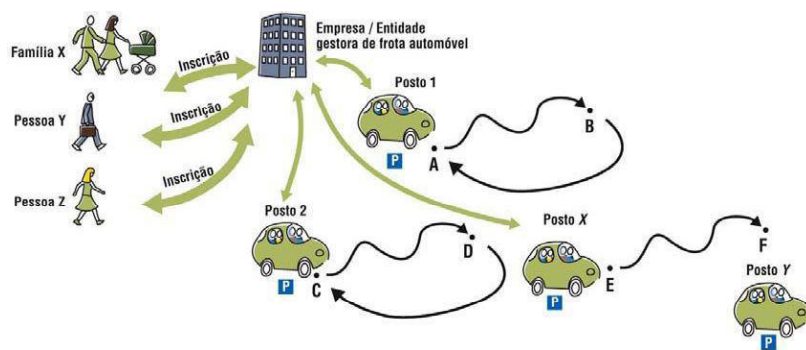 Família X
Inscrição
Empresa / Entidade
gestora de frota automóvel
Pessoa Y
Inscrição
Pessoa Z
Inscrição
Posto 1
P
A
B
Posto 2
P
C
D
Posto X
P
E
F
Posto Y
P